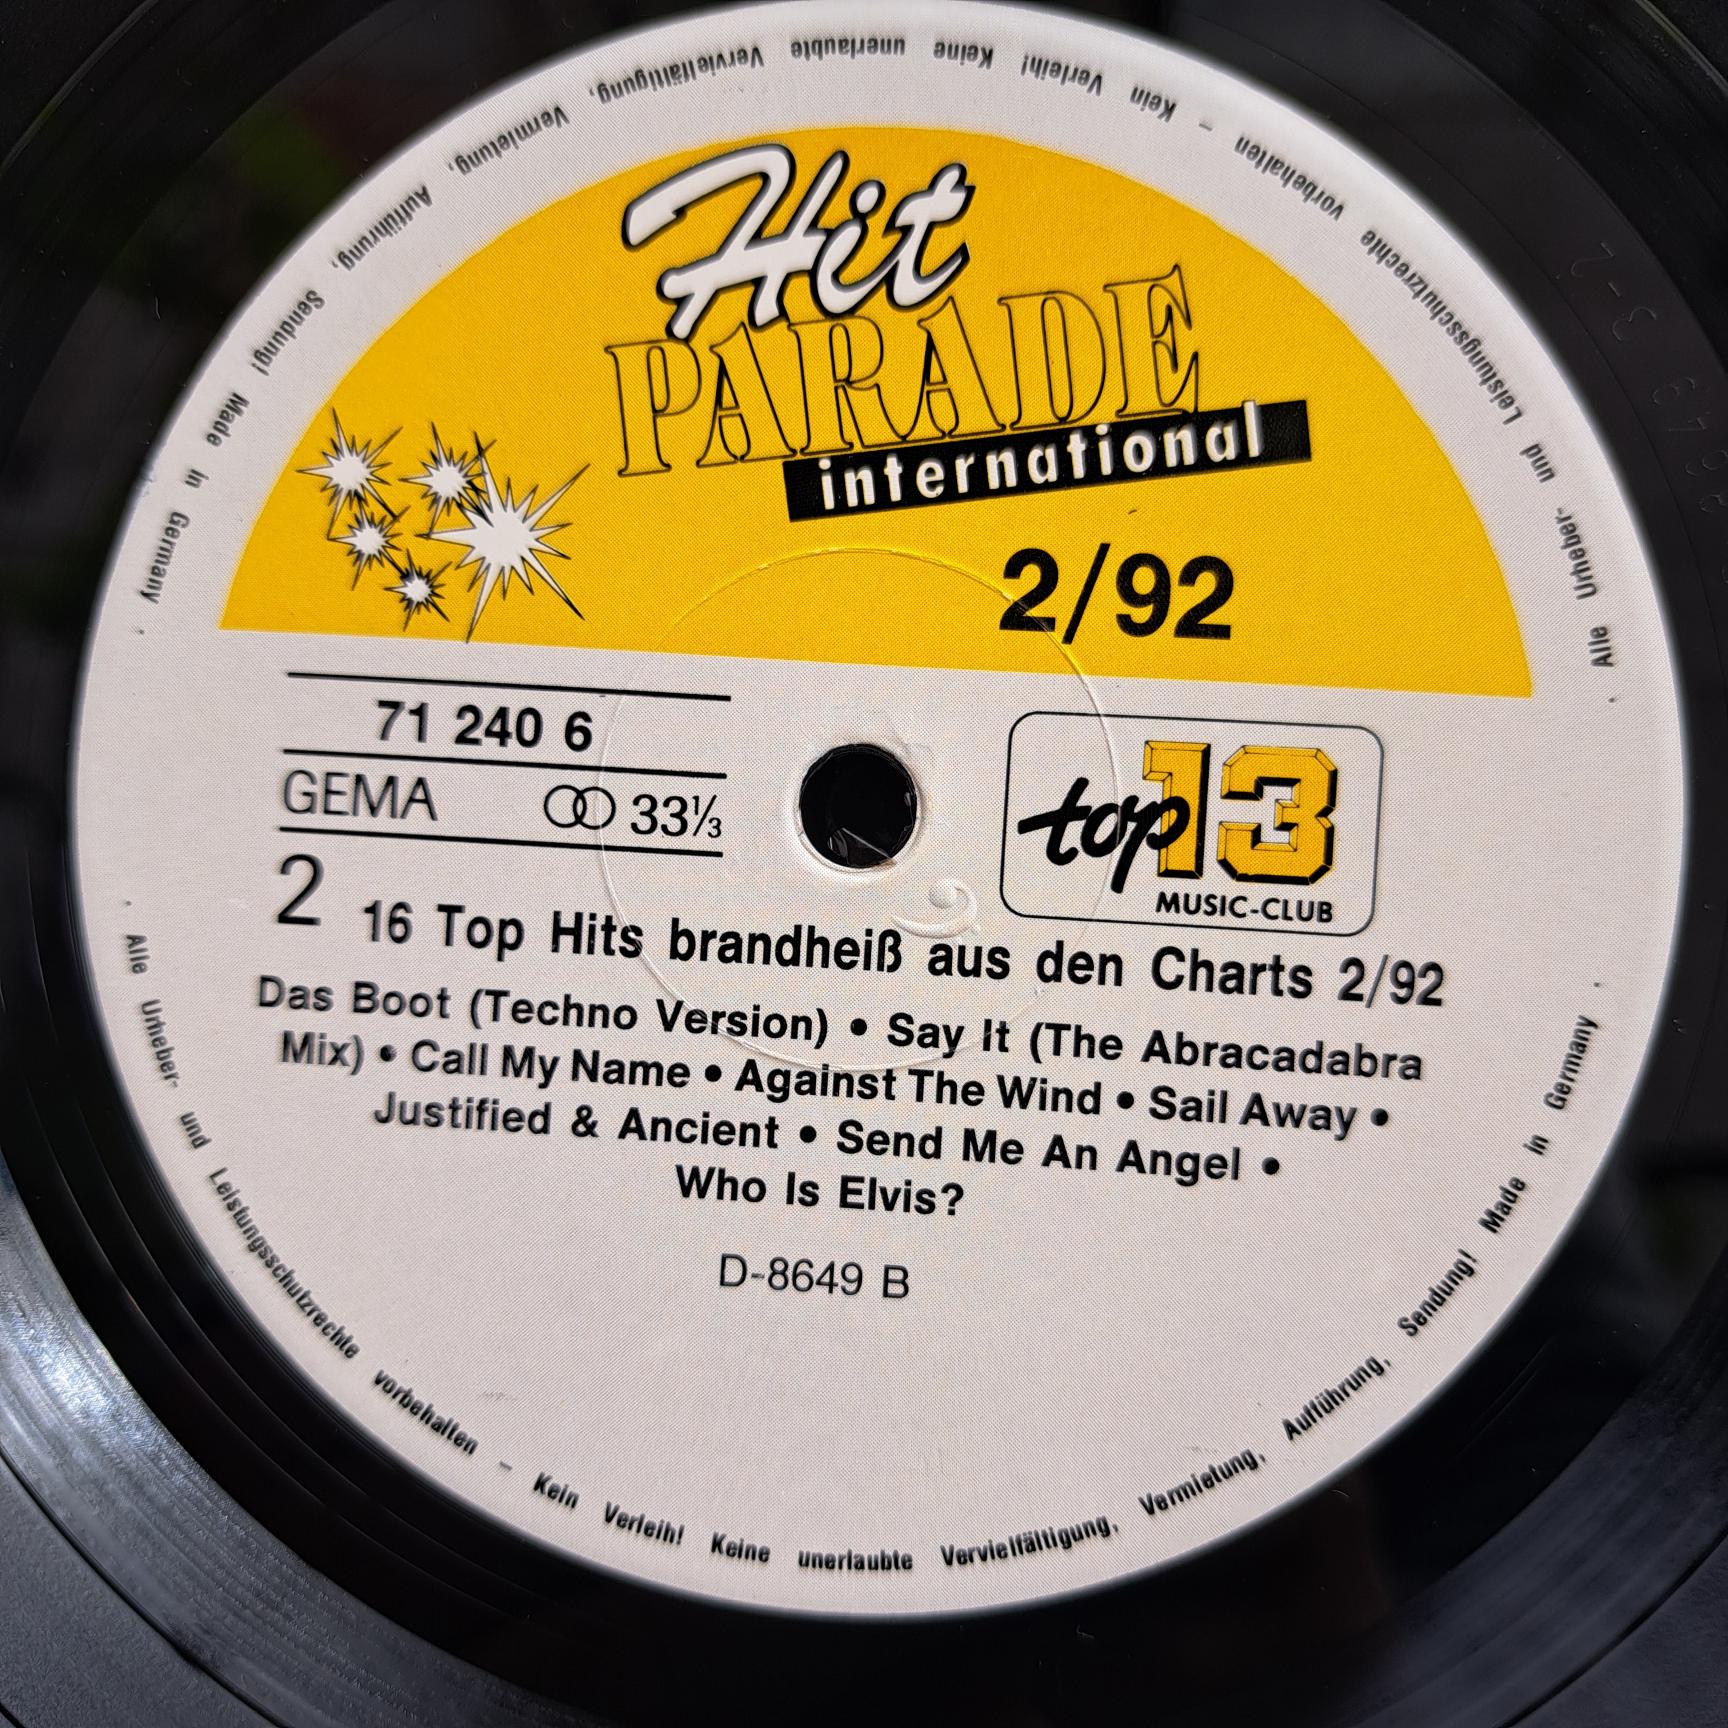 Hit
PARADE
international
2/92
71 240 6
GEMA 33⅓
top 13
MUSIC-CLUB
2 16 Top Hits brandheiß aus den Charts 2/92
Das Boot (Techno Version) • Say It (The Abracadabra
Mix) • Call My Name • Against The Wind • Sail Away •
Justified & Ancient • Send Me An Angel •
Who Is Elvis?
D-8649 B
Alle Urheber- und Leistungsschutzrechte vorbehalten – Kein Verleih! Keine unerlaubte Vervielfältigung, Vermietung, Aufführung, Sendung! Made in Germany
Alle Urheber- und Leistungsschutzrechte vorbehalten – Kein Verleih! Keine unerlaubte Vervielfältigung, Vermietung, Aufführung, Sendung! Made in Germany